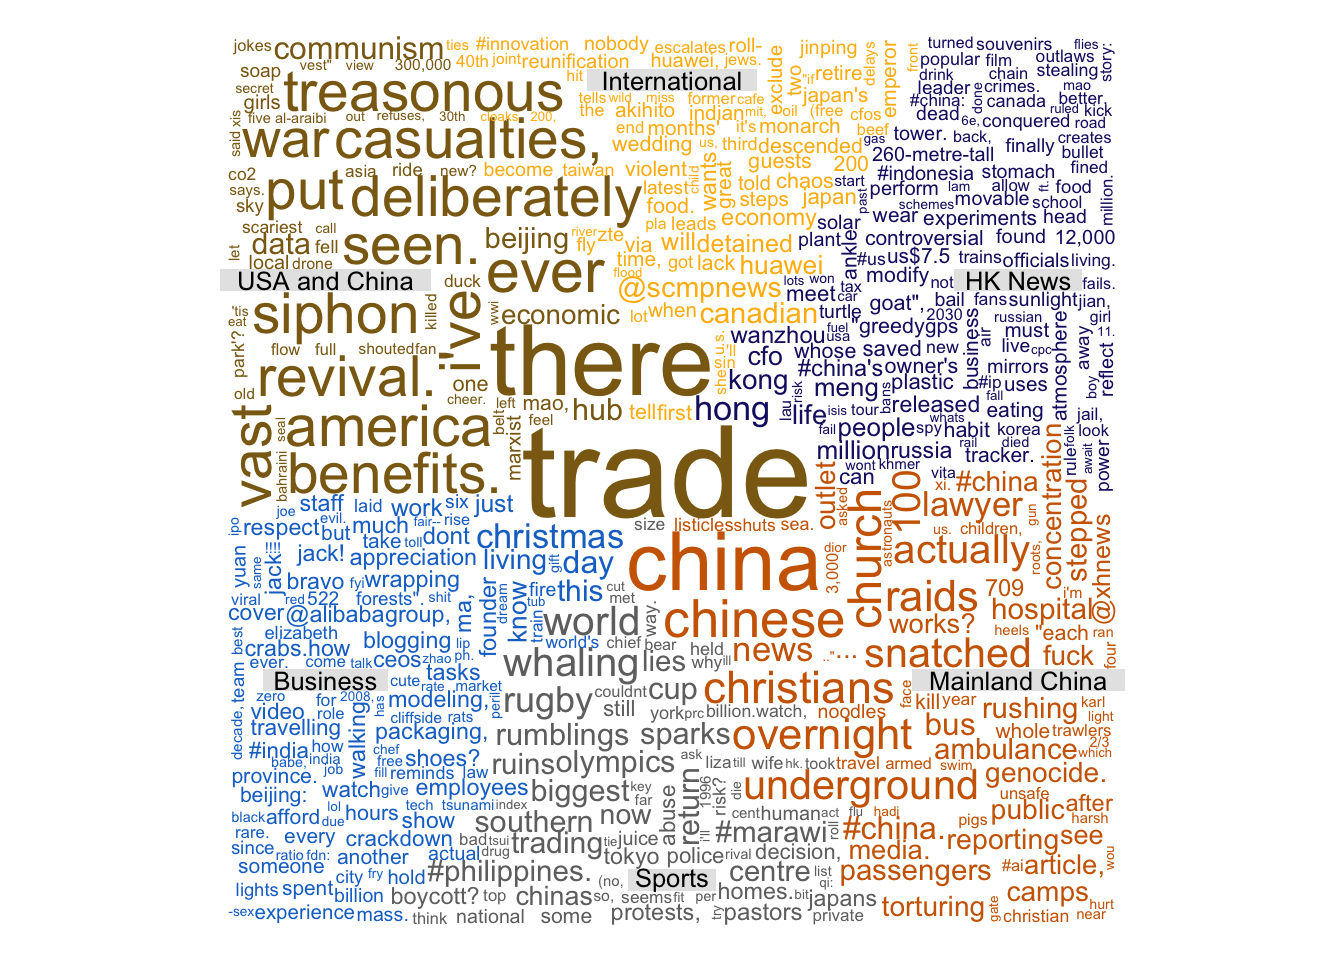 jokes communism ties #innovation nobody escalates roll- jinping turned souvenirs flies
soap vest" view 300,000 40th joint reunification huawei, jews. exclude two "if retire delays front popular film outlaws story.
secret girls treasonous hit International drink chain stealing
five al-araibi out refuses, 30th cloaks, 200, tells wild miss former cafe japan's emperor leader crimes. mao
said xis war casualties, the akihito indian mit, oil (free cfos #china: canada better,
end months' it's monarch beef dead 6e, done conquered ruled kick road
co2 asia ride new? become taiwan violent wedding us, third descended gas tower. back, finally creates
says. put deliberately latest child wants great guests 200 260-metre-tall bullet
sky food. told chaos start #indonesia stomach fined
scariest call pla leads steps japan past perform lam allow ft. food million.
let data fell seen. beijing river zte economy solar schemes movable school
local drone fly via will detained plant ankle wear experiments head
USA and China duck ever flood time, got lack huawei controversial found 12,000
'tis siphon killed i've wwi @scmpnews lots won #us us$7.5 trains officials living.
eat economic lot when canadian meet car tax modify not HK News fails.
park'? flow full shouted fan there she's u.s. 'll sin turtle goat", bail fans sunlight jian,
old revival. one wanzhou usa fuel "greedy gps 2030 russian girl
cheer. left mao, hub tell first cfo whose saved new . business air must 11.
vast america belt feel kong #china's owner's live cpc- away reflect
bahraini seal marxist hong lau risk meng plastic #ip mirrors boy
benefits. trade life isis tour bans released fall uses atmosphere
joe staff laid work six just fail people spy whats eating jail,
ipo respect evil. fair-- rise million russia habit korea look
but much take toll dont christmas outlet wont khmer rail died folk await power
yuan same jack!!!! jack! appreciation living gift day can tracker. rule
viral bravo fyi wrapping size listicles shuts sea. asked vita xi. #china
red 522 forests". shit ma, founder dream know fire this china 3,000 dior church astronauts 100 lawyer concentration stepped
cover @alibabagroup, tub train cut met us. children, gun
elizabeth blogging lip world way. chinese actually roots, @xhnews
crabs.how world's chief bear held raids 709 i'm
ever. come talk ceos zhao ph. whaling lies why ill news .." ... works? hospital@
team best Business cute tasks snatched heels "each ran four
decade, zero for 2008, has rate market modeling, peril rugby couldnt cup christians face fuck Mainland China
video role walking cliffside rats still york prc billion.watch, noodles kill year rushing karl light
travelling . packaging, rumblings sparks overnight bus whole trawlers
#india how chef ruins olympics ask liza till wife hk. took travel armed swim ambulance which 2/3
babe, india free shoes?
province. job fill reminds law biggest key return 1996 risk? die underground genocide.
beijing: watch give employees far abuse unsafe
black afford due lol hours tech tsunami index southern now i'll cent human act flu hadj pigs public after
rare. show #marawi roll #china. harsh
since every crackdown bad tsui trading tie juice tokyo police rival decision, media. reporting see
ratio fdn: another actual drug
someone city fry hold #philippines. (no, Sports centre list passengers #ai article, wou
lights spent billion boycott? top chinas so, seems fit per homes. bit qi: japans camps
-sex experience mass. think national some protests, try pastors private torturing gate christian near hurt